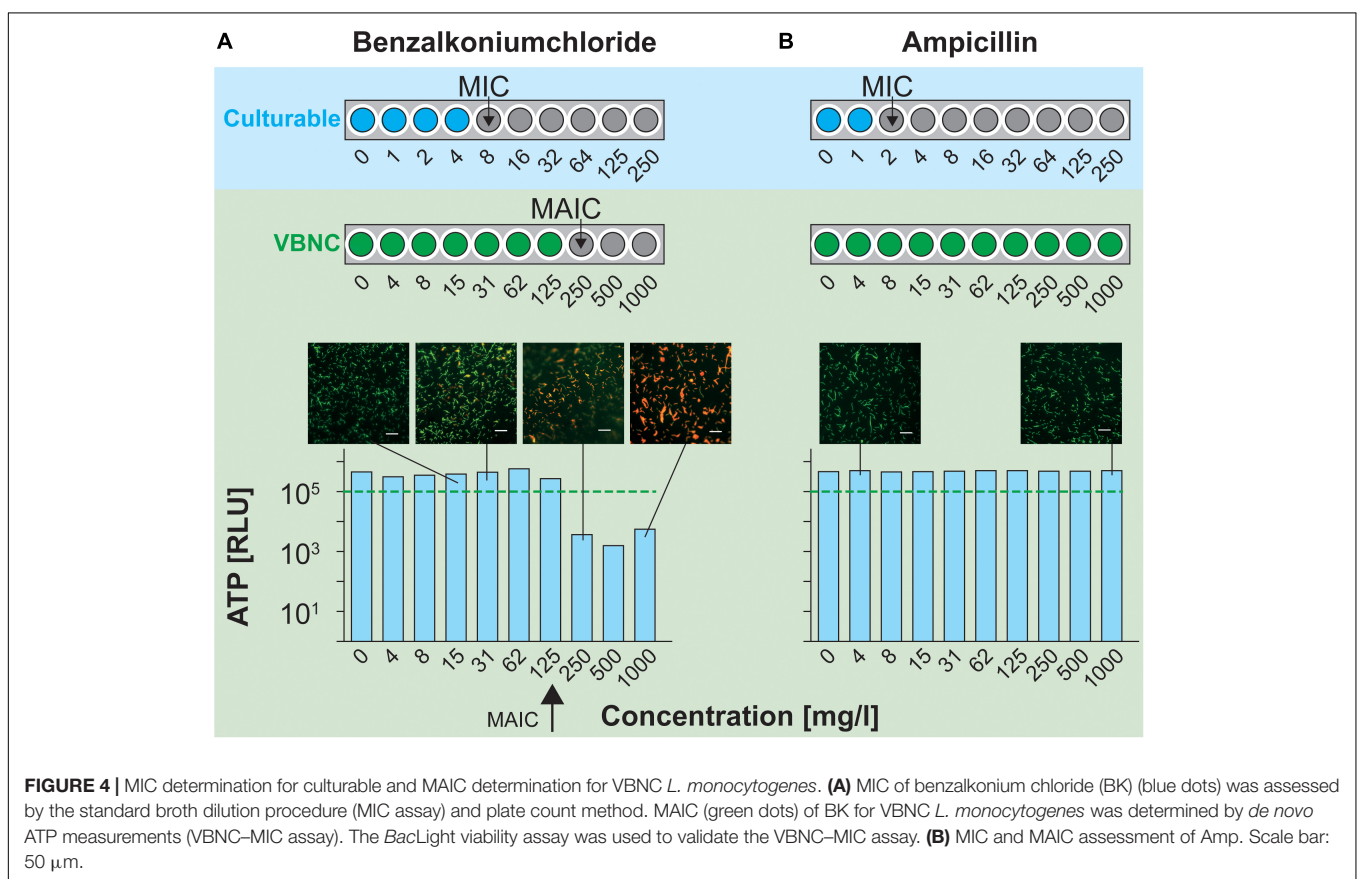 A Benzalkoniumchloride
B Ampicillin
MIC
Culturable
0 1 2 4 8 16 32 64 125 250
MIC
0 1 2 4 8 16 32 64 125 250
MAIC
VBNC
0 4 8 15 31 62 125 250 500 1000
0 4 8 15 31 62 125 250 500 1000
ATP [RLU]
10⁵
10³
10¹
0 4 8 15 31 62 125 250 500 1000
0 4 8 15 31 62 125 250 500 1000
MAIC
Concentration [mg/l]
FIGURE 4 | MIC determination for culturable and MAIC determination for VBNC L. monocytogenes. (A) MIC of benzalkonium chloride (BK) (blue dots) was assessed
by the standard broth dilution procedure (MIC assay) and plate count method. MAIC (green dots) of BK for VBNC L. monocytogenes was determined by de novo
ATP measurements (VBNC–MIC assay). The BacLight viability assay was used to validate the VBNC–MIC assay. (B) MIC and MAIC assessment of Amp. Scale bar:
50 μm.